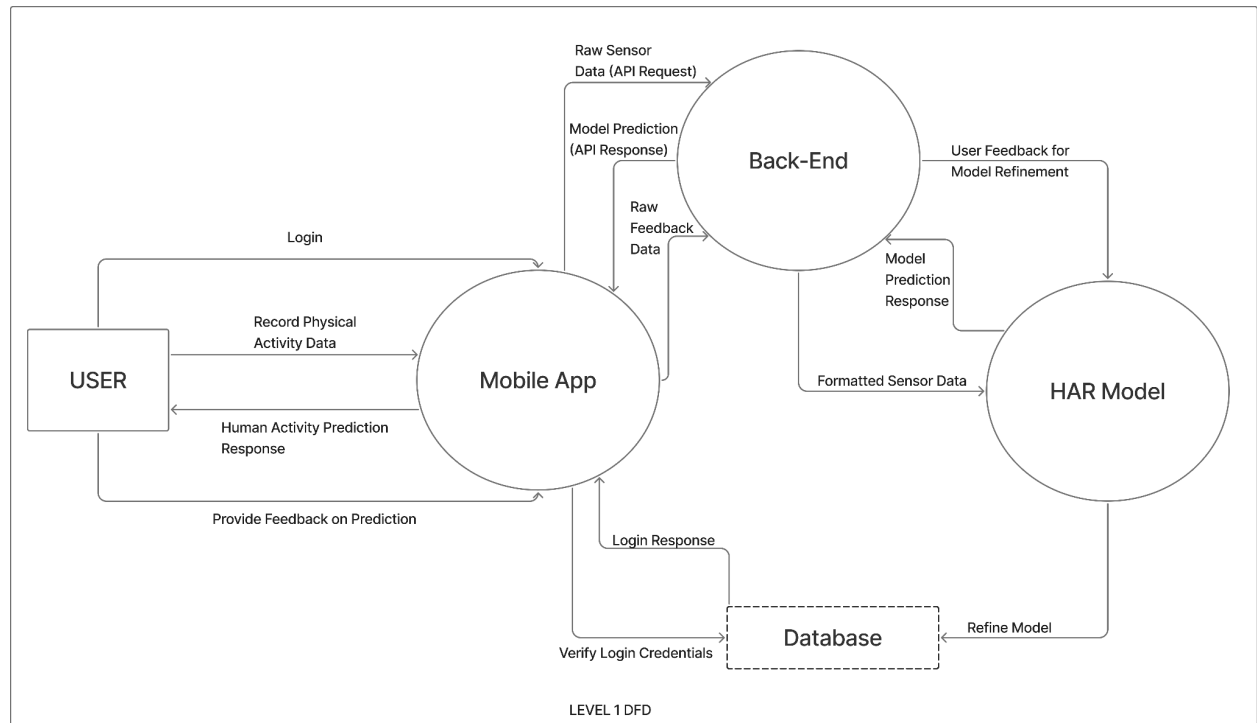 Raw Sensor
Data (API Request)
Model Prediction
(API Response)
Back-End
User Feedback for
Model Refinement
Raw
Feedback
Data
Login
Model
Prediction
Response
Record Physical
Activity Data
USER
Mobile App
Formatted Sensor Data
HAR Model
Human Activity Prediction
Response
Provide Feedback on Prediction
Login Response
Database
Refine Model
Verify Login Credentials
LEVEL 1 DFD